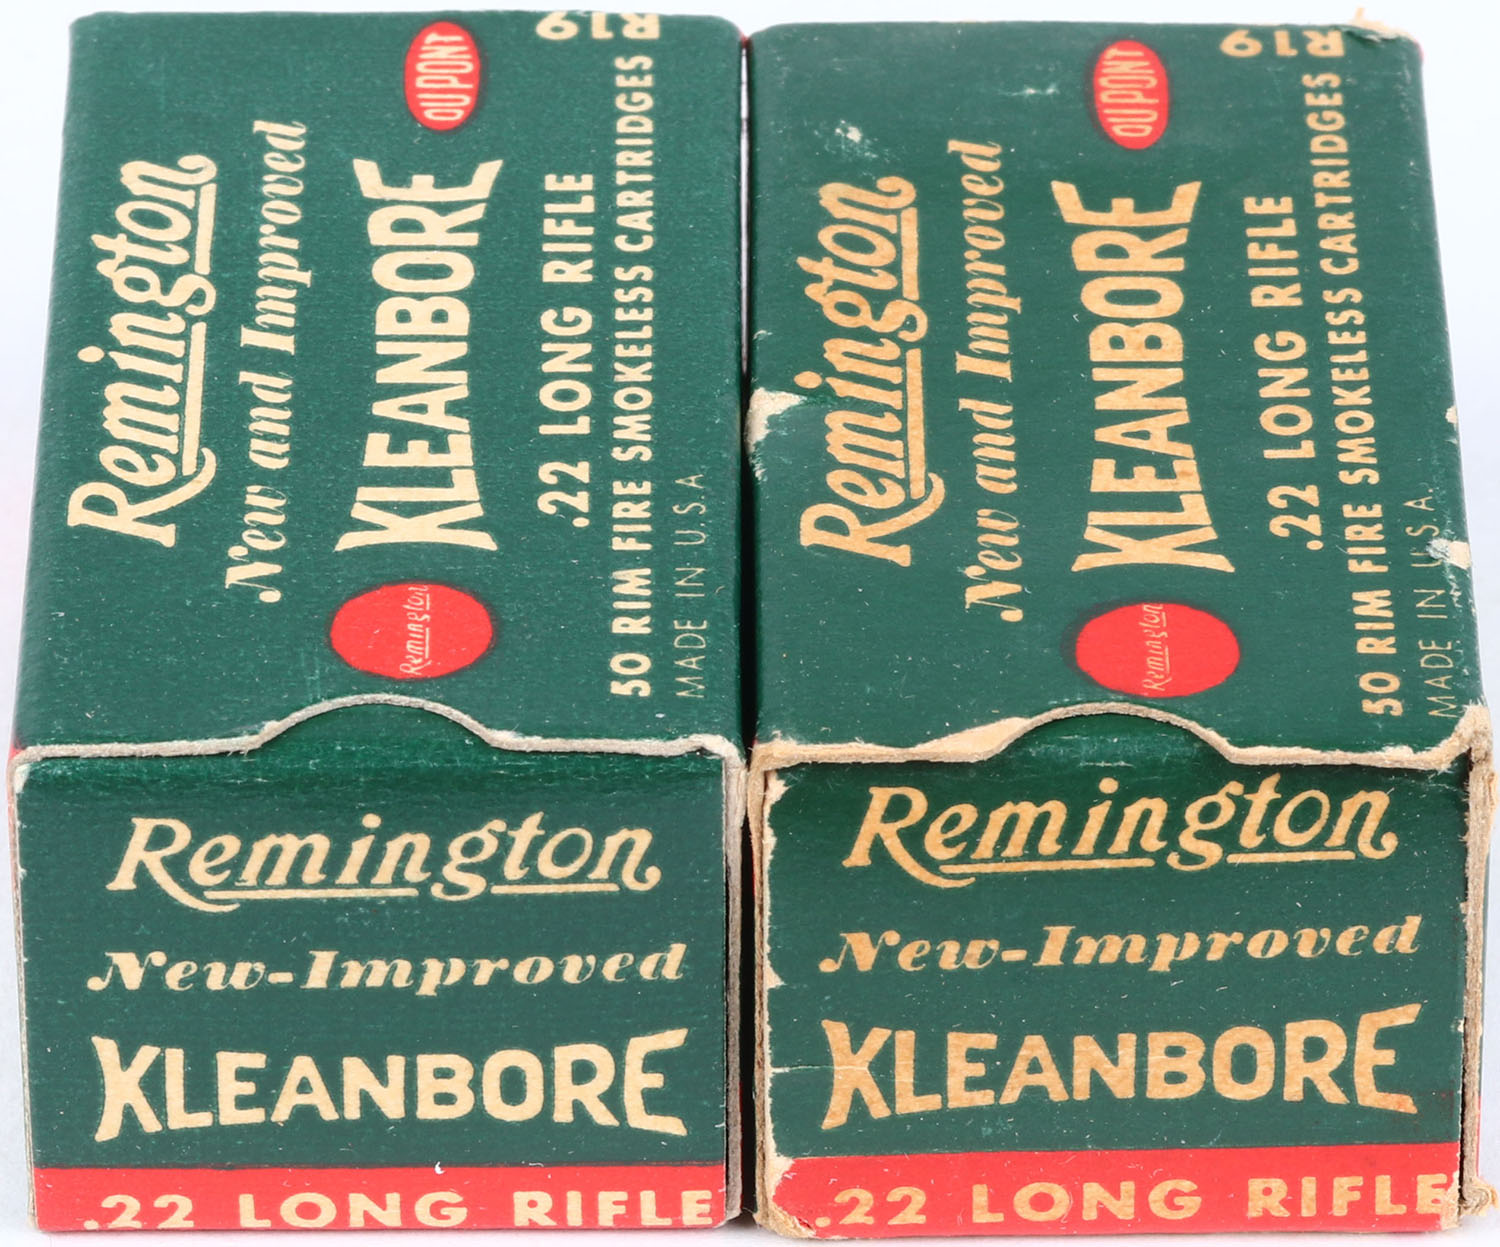 Remington
New and Improved
KLEANBORE
DUPONT
Remington
.22 LONG RIFLE
50 RIM FIRE SMOKELESS CARTRIDGES
MADE IN U.S.A
R19
Remington
New-Improved
KLEANBORE
.22 LONG RIFLE
Remington
New and Improved
KLEANBORE
DUPONT
Remington
.22 LONG RIFLE
50 RIM FIRE SMOKELESS CARTRIDGES
MADE IN U.S.A.
R19
Remington
New-Improved
KLEANBORE
.22 LONG RIFLE